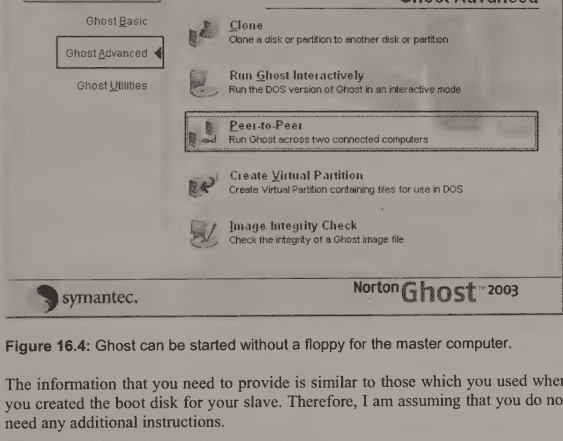 Ghost Advanced
Ghost Basic
Ghost Advanced
Ghost Utilities
Clone
Clone a disk or partition to another disk or partition
Run Ghost Interactively
Run the DOS version of Ghost in an interactive mode
Peer-to-Peer
Run Ghost across two connected computers
Create Virtual Partition
Create Virtual Partition containing files for use in DOS
Image Integrity Check
Check the integrity of a Ghost image file
symantec.
Norton Ghost™ 2003
Figure 16.4: Ghost can be started without a floppy for the master computer.
The information that you need to provide is similar to those which you used when
you created the boot disk for your slave. Therefore, I am assuming that you do no
need any additional instructions.